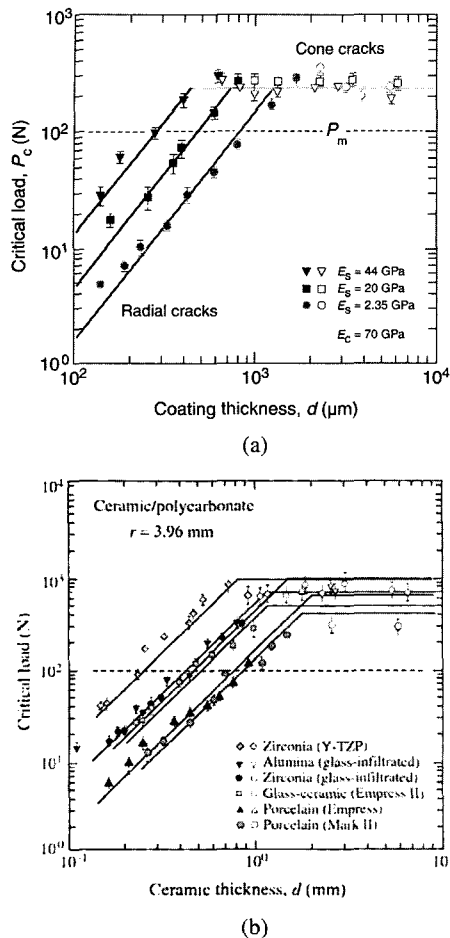 (a)
10³
Cone cracks
Critical load, Pc (N)
10²
Pm
10¹
▼ ▽ Es = 44 GPa
■ □ Es = 20 GPa
● ○ Es = 2.35 GPa
Ec = 70 GPa
Radial cracks
10⁰
10² 10³ 10⁴
Coating thickness, d (µm)
(a)
(b)
10⁴
Ceramic/polycarbonate
r = 3.96 mm
10³
Critical load (N)
10²
10¹
Zirconia (Y-TZP)
Alumina (glass-infiltrated)
Zirconia (glass-infiltrated)
Glass-ceramic (Empress II)
Porcelain (Empress)
Porcelain (Mark II)
10⁰
10⁻¹ 10⁰ 10
Ceramic thickness, d (mm)
(b)